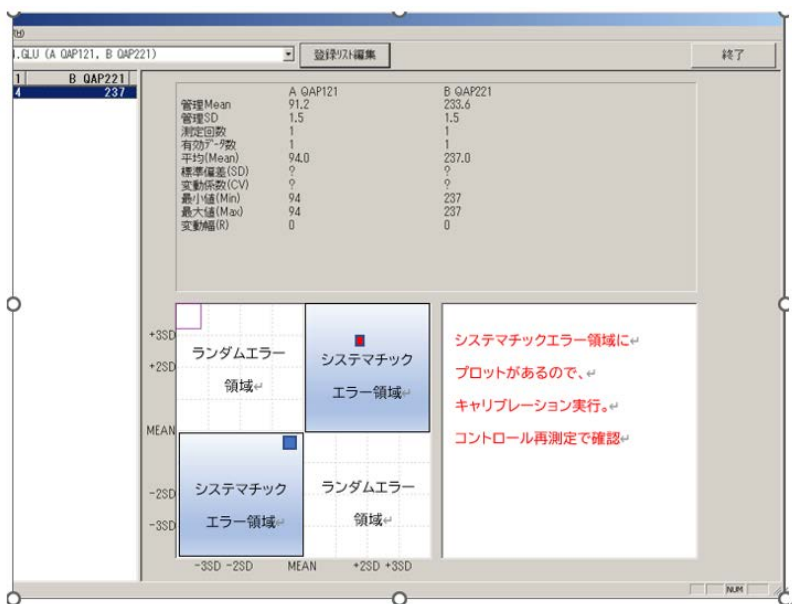 (H)
.GLU (A QAP121, B QAP221)
登録リスト編集
終了
1 B QAP221
4 237
A QAP121 B QAP221
管理Mean 91.2 233.6
管理SD 1.5 1.5
測定回数 1 1
有効データ数 1 1
平均(Mean) 94.0 237.0
標準偏差(SD) ? ?
変動係数(CV) ? ?
最小値(Min) 94 237
最大値(Max) 94 237
変動幅(R) 0 0
+3SD
+2SD
MEAN
-2SD
-3SD
ランダムエラー
領域↵
システマチック
エラー領域↵
システマチック
エラー領域↵
ランダムエラー
領域↵
-3SD -2SD MEAN +2SD +3SD
システマチックエラー領域に↵
プロットがあるので、↵
キャリブレーション実行。↵
コントロール再測定で確認↵
NUM